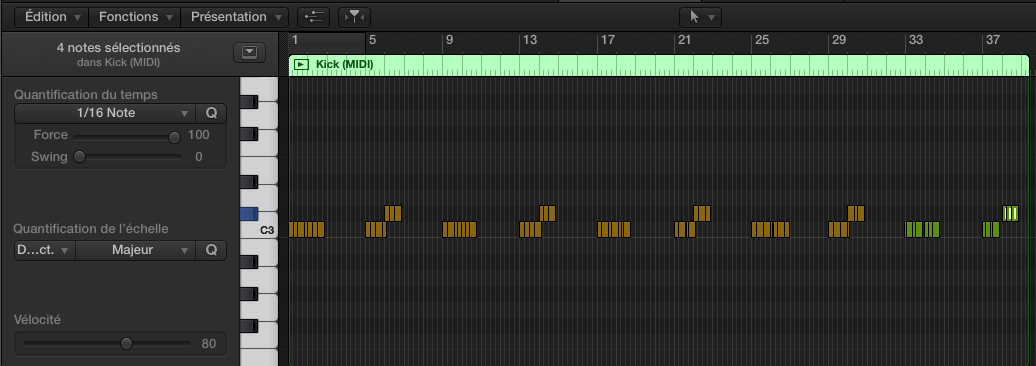 Édition Fonctions Présentation
4 notes sélectionnés
dans Kick (MIDI)
1 5 9 13 17 21 25 29 33 37
Kick (MIDI)
Quantification du temps
1/16 Note Q
Force 100
Swing 0
Quantification de l'échelle
D...ct. Majeur Q
C3
Vélocité
80